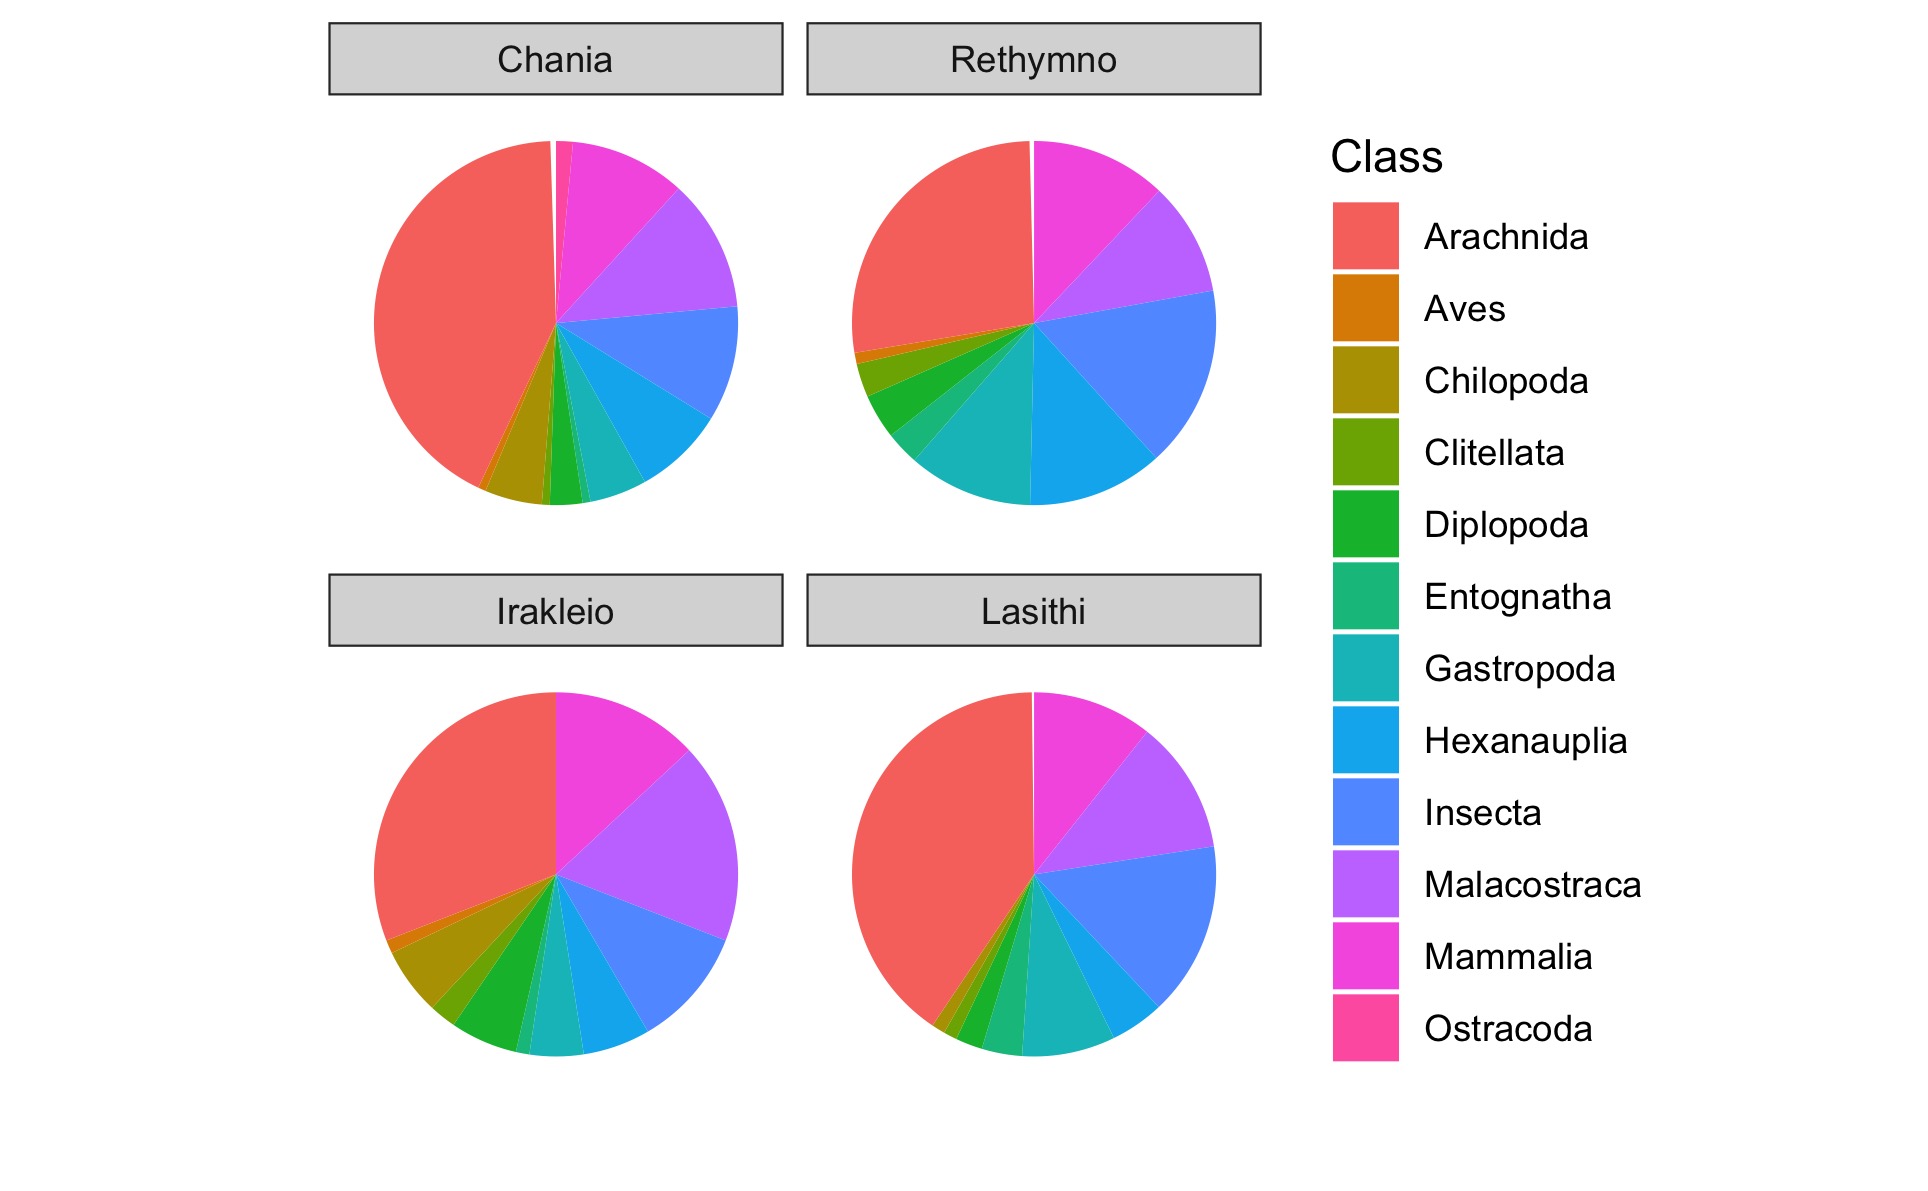 Chania
Rethymno
Irakleio
Lasithi
Class
Arachnida
Aves
Chilopoda
Clitellata
Diplopoda
Entognatha
Gastropoda
Hexanauplia
Insecta
Malacostraca
Mammalia
Ostracoda